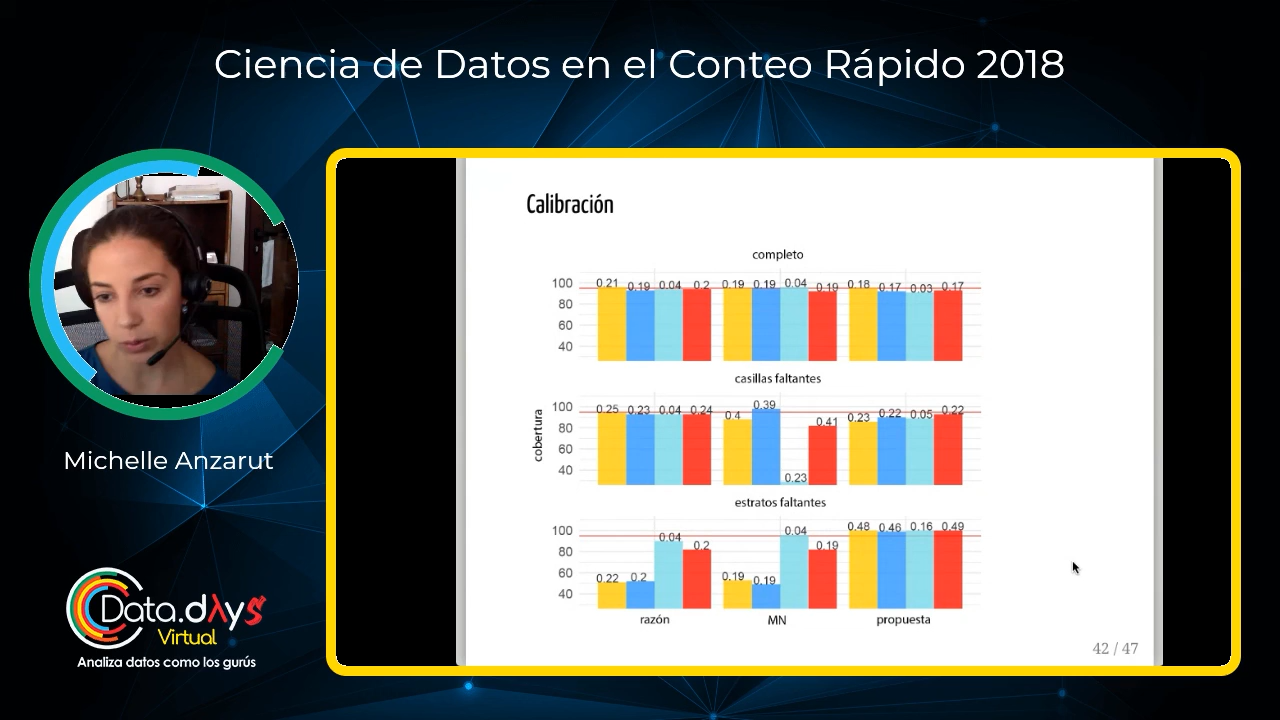 Ciencia de Datos en el Conteo Rápido 2018
Michelle Anzarut
Data.dλys
Virtual
Analiza datos como los gurús
Calibración
completo
100
80
60
40
0.21 0.19 0.04 0.2 0.19 0.19 0.04 0.19 0.18 0.17 0.03 0.17
casillas faltantes
cobertura
100
80
60
40
0.25 0.23 0.04 0.24 0.4 0.39 0.23 0.41 0.23 0.22 0.05 0.22
estratos faltantes
100
80
60
40
0.22 0.2 0.04 0.2 0.19 0.19 0.04 0.19 0.48 0.46 0.16 0.49
razón MN propuesta
42 / 47